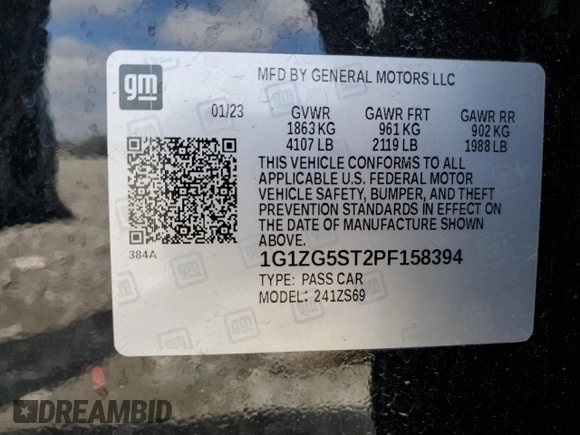 gm
MFD BY GENERAL MOTORS LLC
01/23 GVWR GAWR FRT GAWR RR
1863 KG 961 KG 902 KG
4107 LB 2119 LB 1988 LB
THIS VEHICLE CONFORMS TO ALL
APPLICABLE U.S. FEDERAL MOTOR
VEHICLE SAFETY, BUMPER, AND THEFT
PREVENTION STANDARDS IN EFFECT ON
THE DATE OF MANUFACTURE SHOWN
ABOVE.
384A
1G1ZG5ST2PF158394
TYPE: PASS CAR
MODEL: 241ZS69
DREAMBID